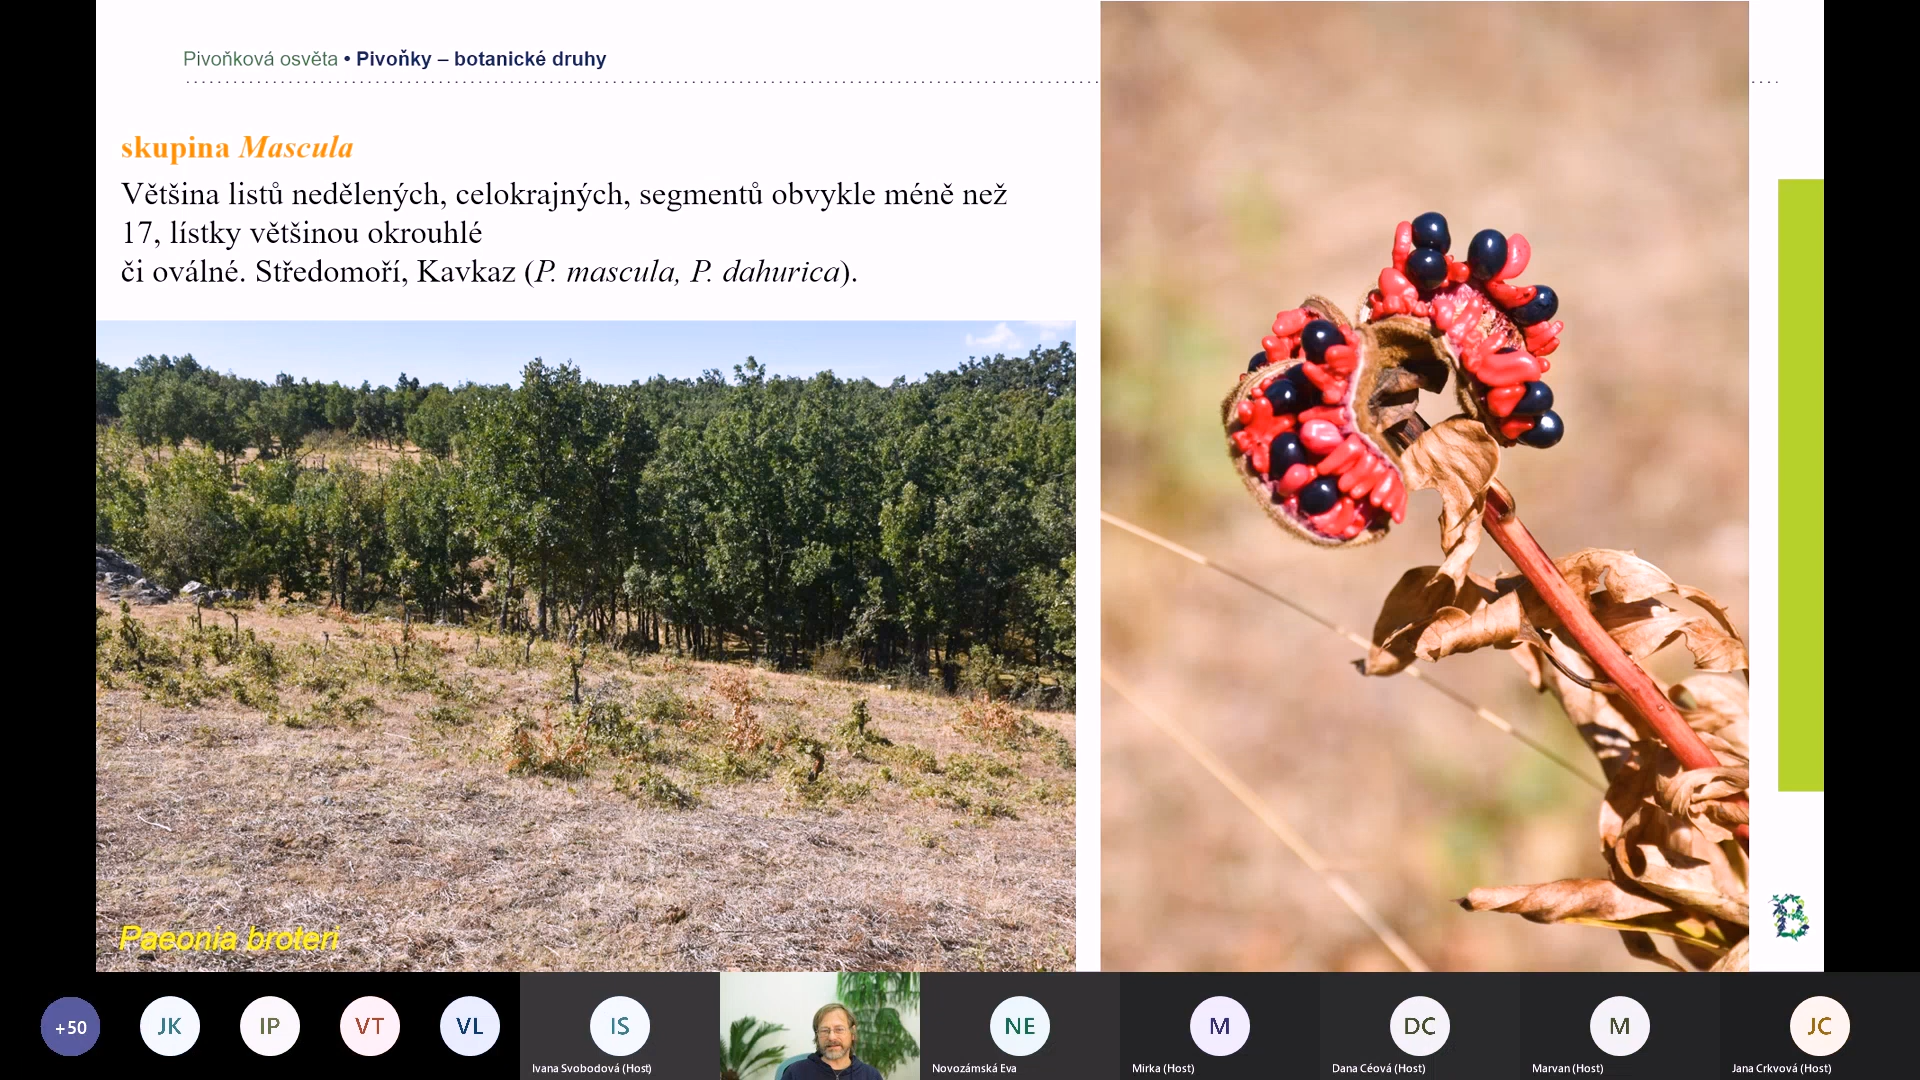 Pivoňková osvěta • Pivoňky – botanické druhy
skupina Mascula
Většina listů nedělených, celokrajných, segmentů obvykle méně než
17, lístky většinou okrouhlé
či oválné. Středomoří, Kavkaz (P. mascula, P. dahurica).
Paeonia broteri
B
+50
JK
IP
VT
VL
IS
NE
M
DC
M
JC
Ivana Svobodová (Host)
Novozámská Eva
Mirka (Host)
Dana Céová (Host)
Marvan (Host)
Jana Crkvová (Host)